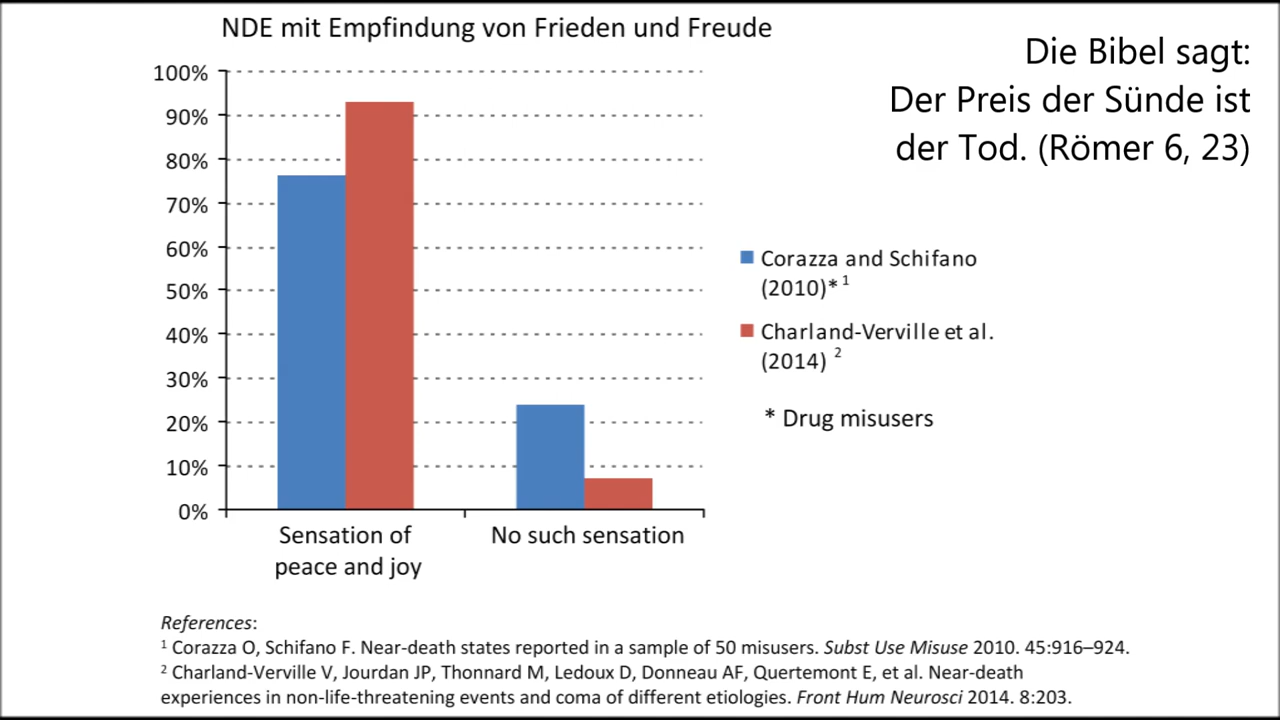 NDE mit Empfindung von Frieden und Freude
Die Bibel sagt:
Der Preis der Sünde ist
der Tod. (Römer 6, 23)
100%
90%
80%
70%
60%
50%
40%
30%
20%
10%
0%
Sensation of
peace and joy
No such sensation
Corazza and Schifano
(2010)* 1
Charland-Verville et al.
(2014) 2
* Drug misusers
References:
1 Corazza O, Schifano F. Near-death states reported in a sample of 50 misusers. Subst Use Misuse 2010. 45:916–924.
2 Charland-Verville V, Jourdan JP, Thonnard M, Ledoux D, Donneau AF, Quertemont E, et al. Near-death
experiences in non-life-threatening events and coma of different etiologies. Front Hum Neurosci 2014. 8:203.